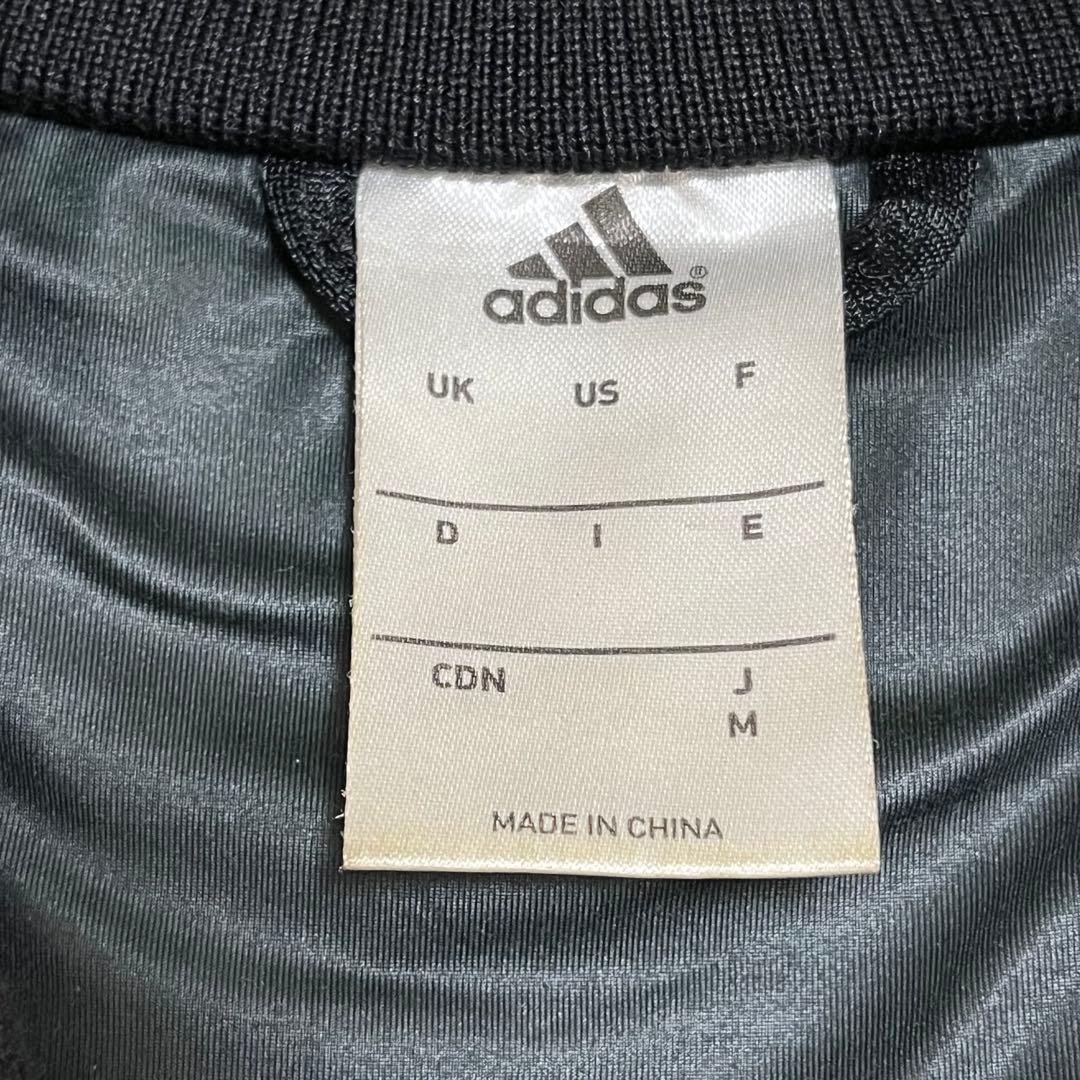 adidas®
UK US F
D I E
CDN J
M
MADE IN CHINA